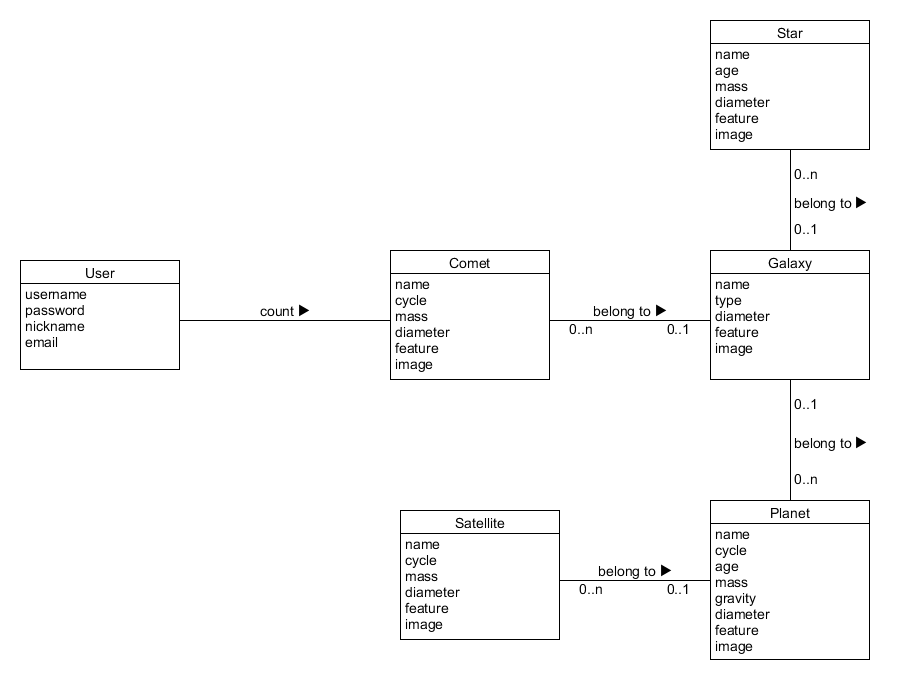 Star
name
age
mass
diameter
feature
image
0..n
belong to ▶
0..1
User
username
password
nickname
email
count ▶
Comet
name
cycle
mass
diameter
feature
image
belong to ▶
0..n 0..1
Galaxy
name
type
diameter
feature
image
0..1
belong to ▶
0..n
Satellite
name
cycle
mass
diameter
feature
image
belong to ▶
0..n 0..1
Planet
name
cycle
age
mass
gravity
diameter
feature
image